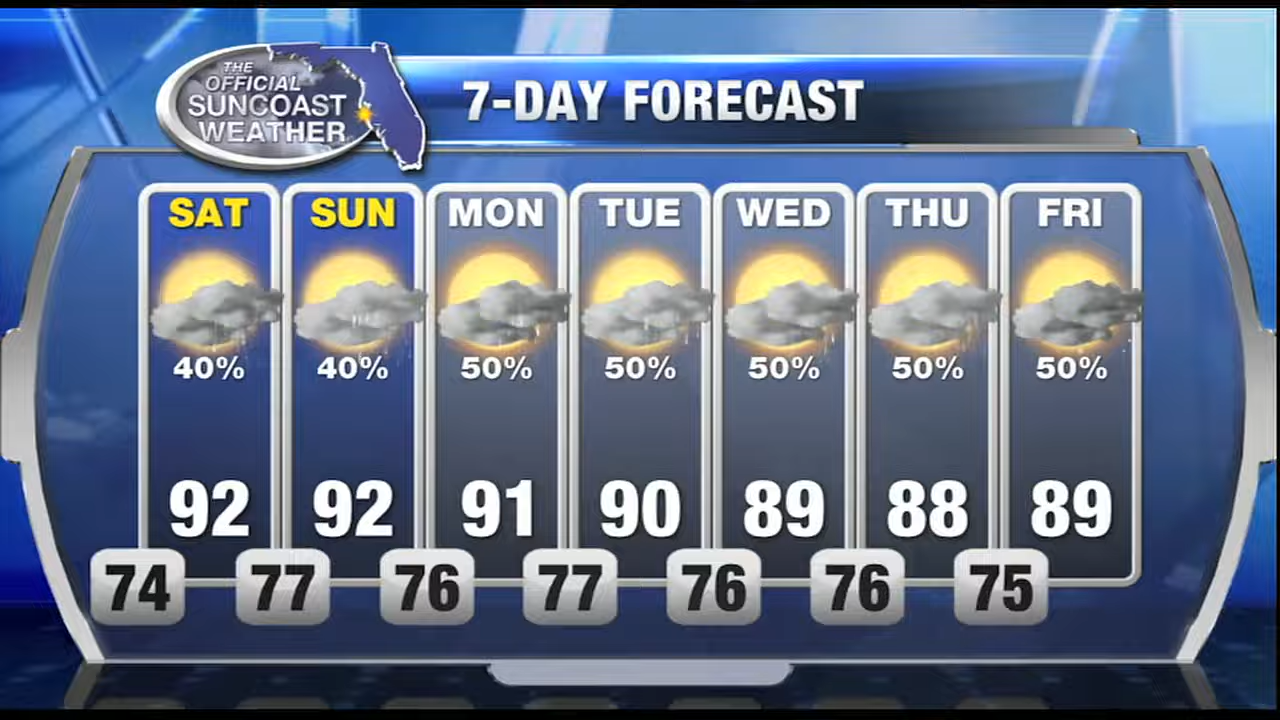 THE
OFFICIAL
SUNCOAST
WEATHER
7-DAY FORECAST
SAT SUN MON TUE WED THU FRI
40% 40% 50% 50% 50% 50% 50%
92 92 91 90 89 88 89
74 77 76 77 76 76 75